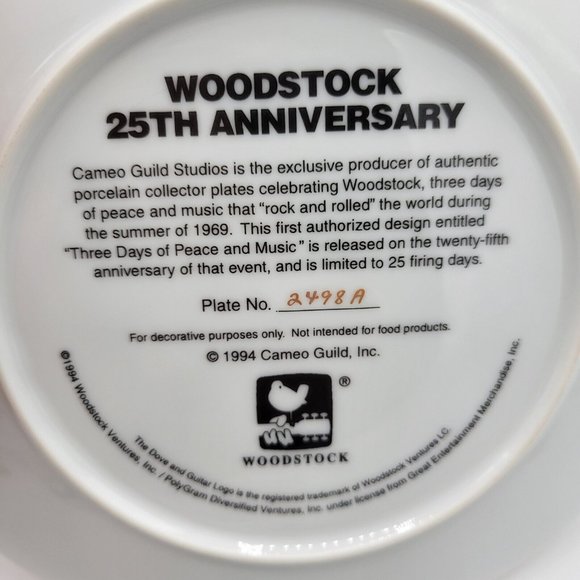 WOODSTOCK
25TH ANNIVERSARY
Cameo Guild Studios is the exclusive producer of authentic
porcelain collector plates celebrating Woodstock, three days
of peace and music that "rock and rolled" the world during
the summer of 1969. This first authorized design entitled
"Three Days of Peace and Music" is released on the twenty-fifth
anniversary of that event, and is limited to 25 firing days.
Plate No. 2498A
For decorative purposes only. Not intended for food products.
© 1994 Cameo Guild, Inc.
®
WOODSTOCK
The Dove and Guitar Logo is the registered trademark of Woodstock Ventures LC.
©1994 Woodstock Ventures, Inc. / PolyGram Diversified Ventures, Inc. under license from Great Entertainment Merchandise, Inc.